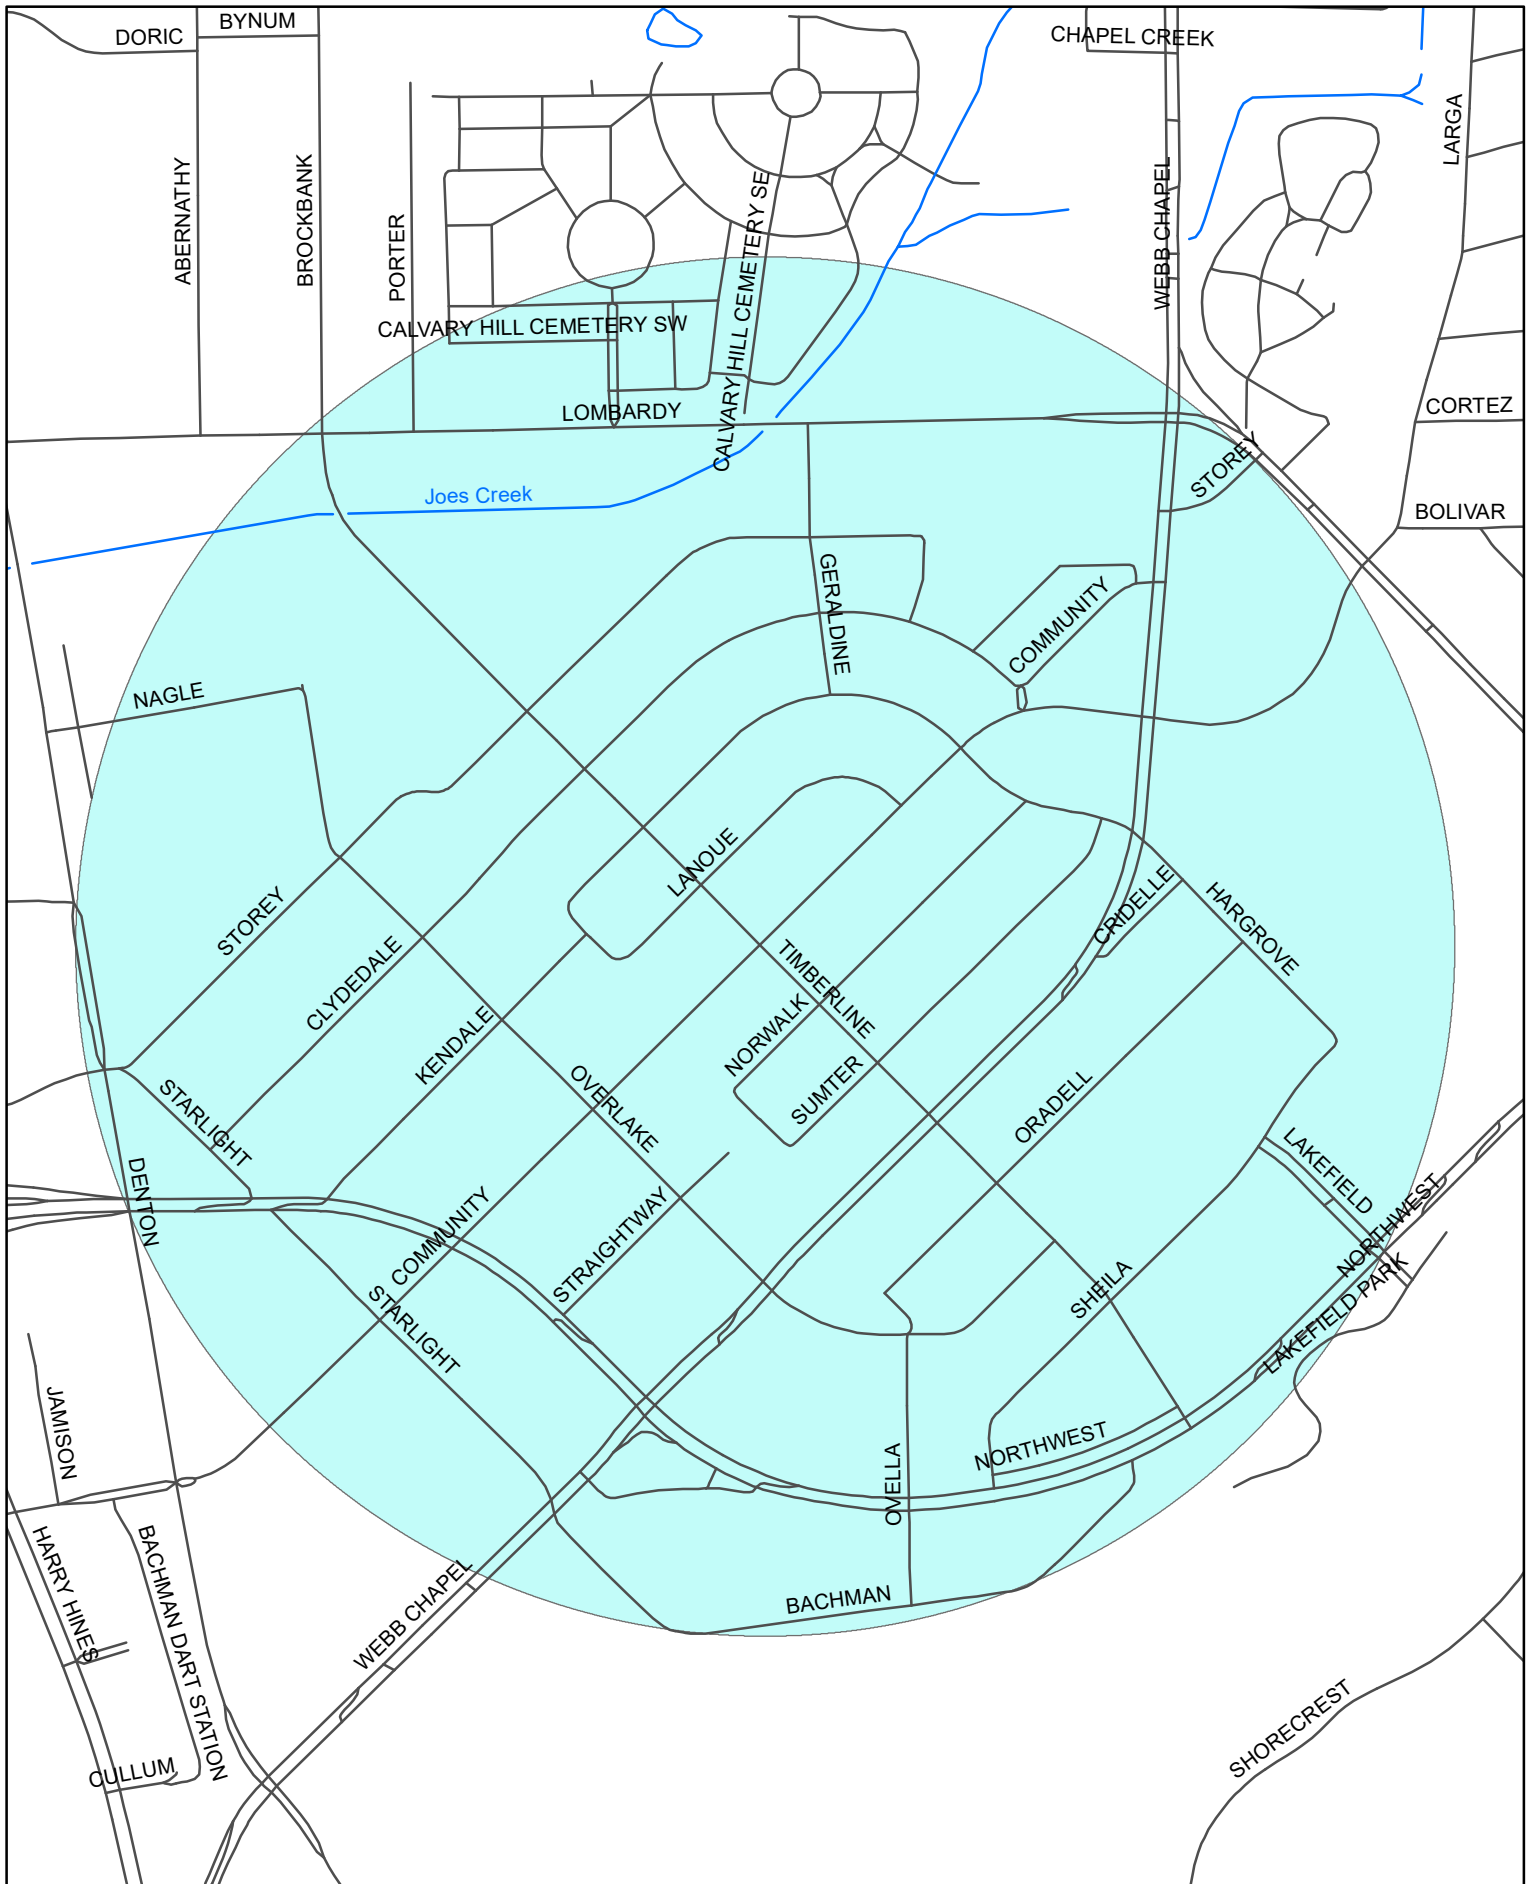 BYNUM
DORIC
CHAPEL CREEK
LARGA
ABERNATHY
BROCKBANK
PORTER
WEBB CHAPEL
CALVARY HILL CEMETERY SE
CALVARY HILL CEMETERY SW
LOMBARDY
CORTEZ
STOREY
Joes Creek
BOLIVAR
GERALDINE
COMMUNITY
NAGLE
LANOUE
STOREY
CLYDEDALE
CRIDELLE
HARGROVE
TIMBERLINE
KENDALE
NORWALK
OVERLAKE
SUMTER
ORADELL
STARLIGHT
LAKEFIELD
DENTON
COMMUNITY
STRAIGHTWAY
NORTHWEST
SHEILA
LAKEFIELD PARK
STARLIGHT
JAMISON
NORTHWEST
OVELLA
HARRY HINES
BACHMAN DART STATION
WEBB CHAPEL
BACHMAN
SHORECREST
CULLUM